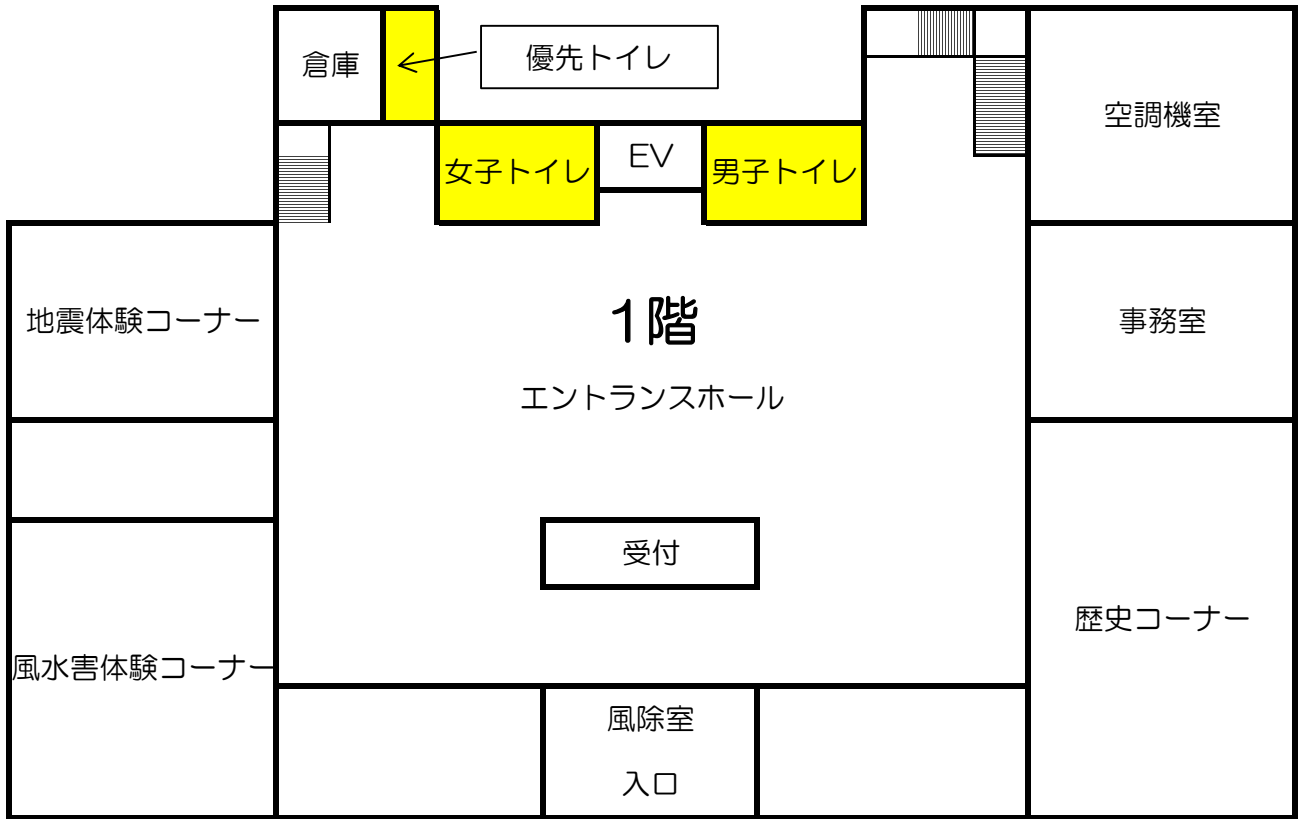 倉庫
優先トイレ
空調機室
女子トイレ
EV
男子トイレ
地震体験コーナー
1階
事務室
エントランスホール
受付
歴史コーナー
風水害体験コーナー
風除室
入口